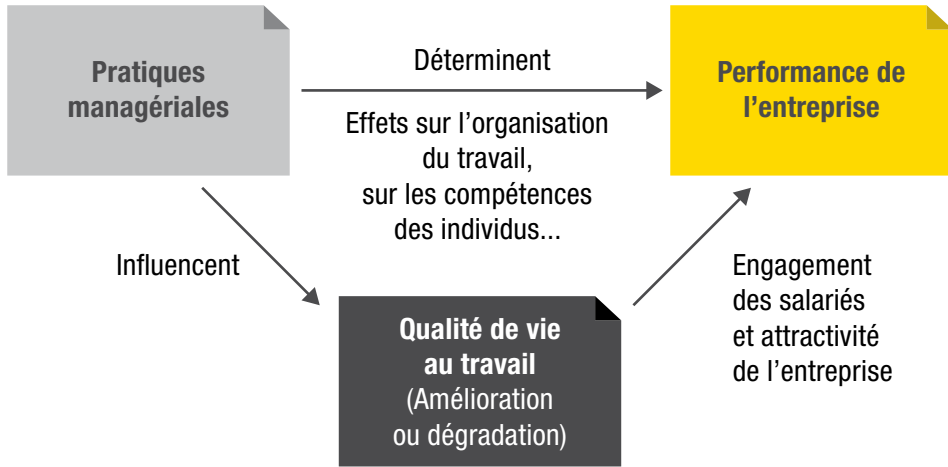 Pratiques
managériales
Déterminent
Effets sur l’organisation
du travail,
sur les compétences
des individus...
Performance de
l’entreprise
Influencent
Qualité de vie
au travail
(Amélioration
ou dégradation)
Engagement
des salariés
et attractivité
de l’entreprise